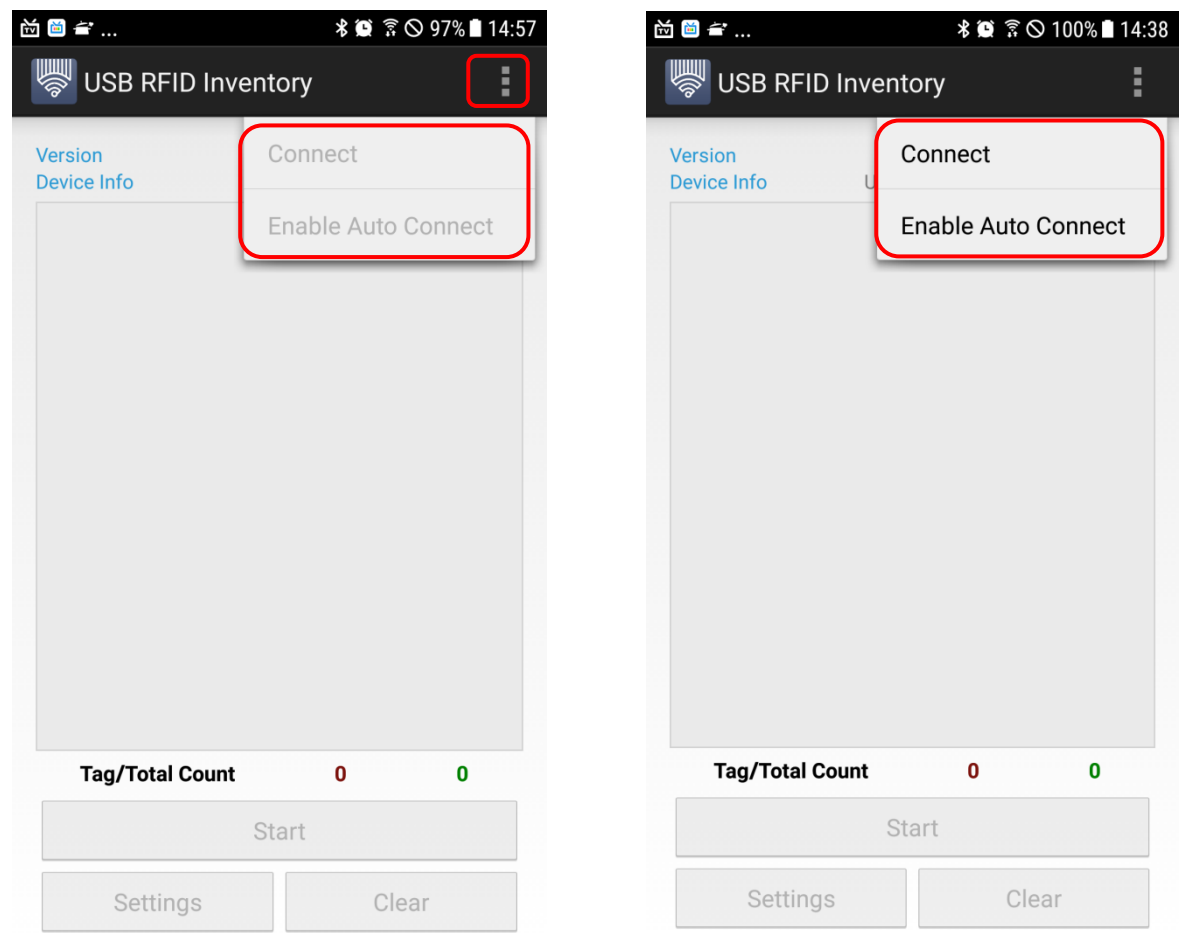 ... 97% 14:57
USB RFID Inventory
Connect
Version
Device Info
Enable Auto Connect
Tag/Total Count 0 0
Start
Settings Clear
... 100% 14:38
USB RFID Inventory
Connect
Version
Device Info U
Enable Auto Connect
Tag/Total Count 0 0
Start
Settings Clear